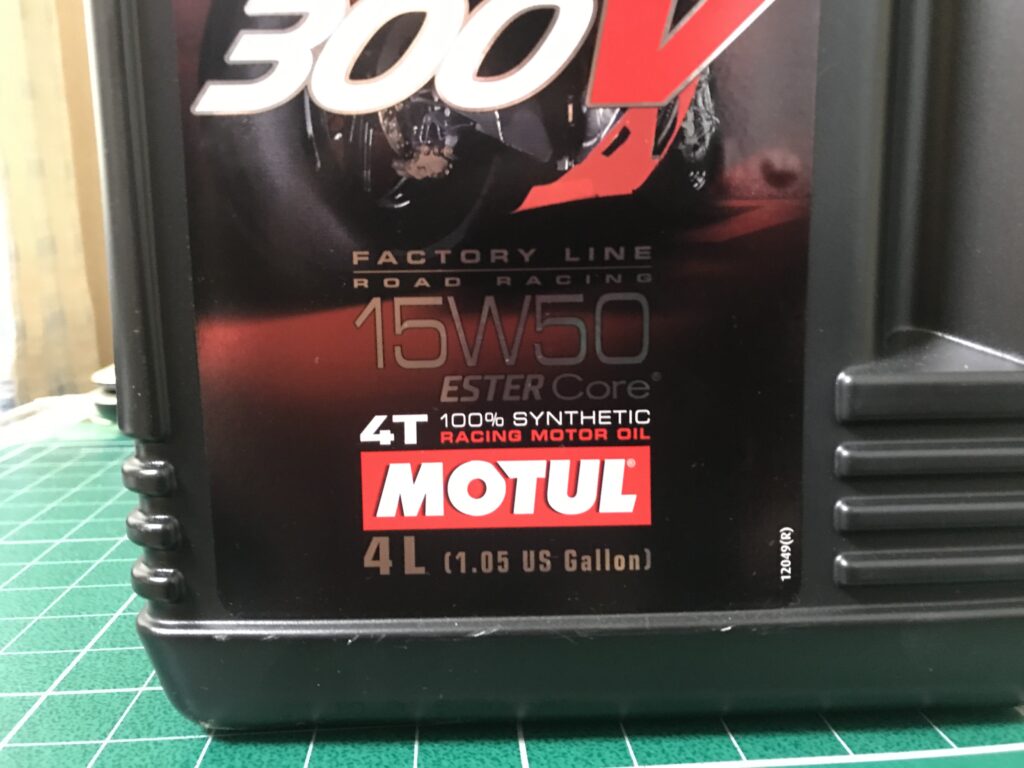 300V
FACTORY LINE
ROAD RACING
15W50
ESTER Core®
4T 100% SYNTHETIC
RACING MOTOR OIL
MOTUL®
4L (1.05 US Gallon)
12049(R)